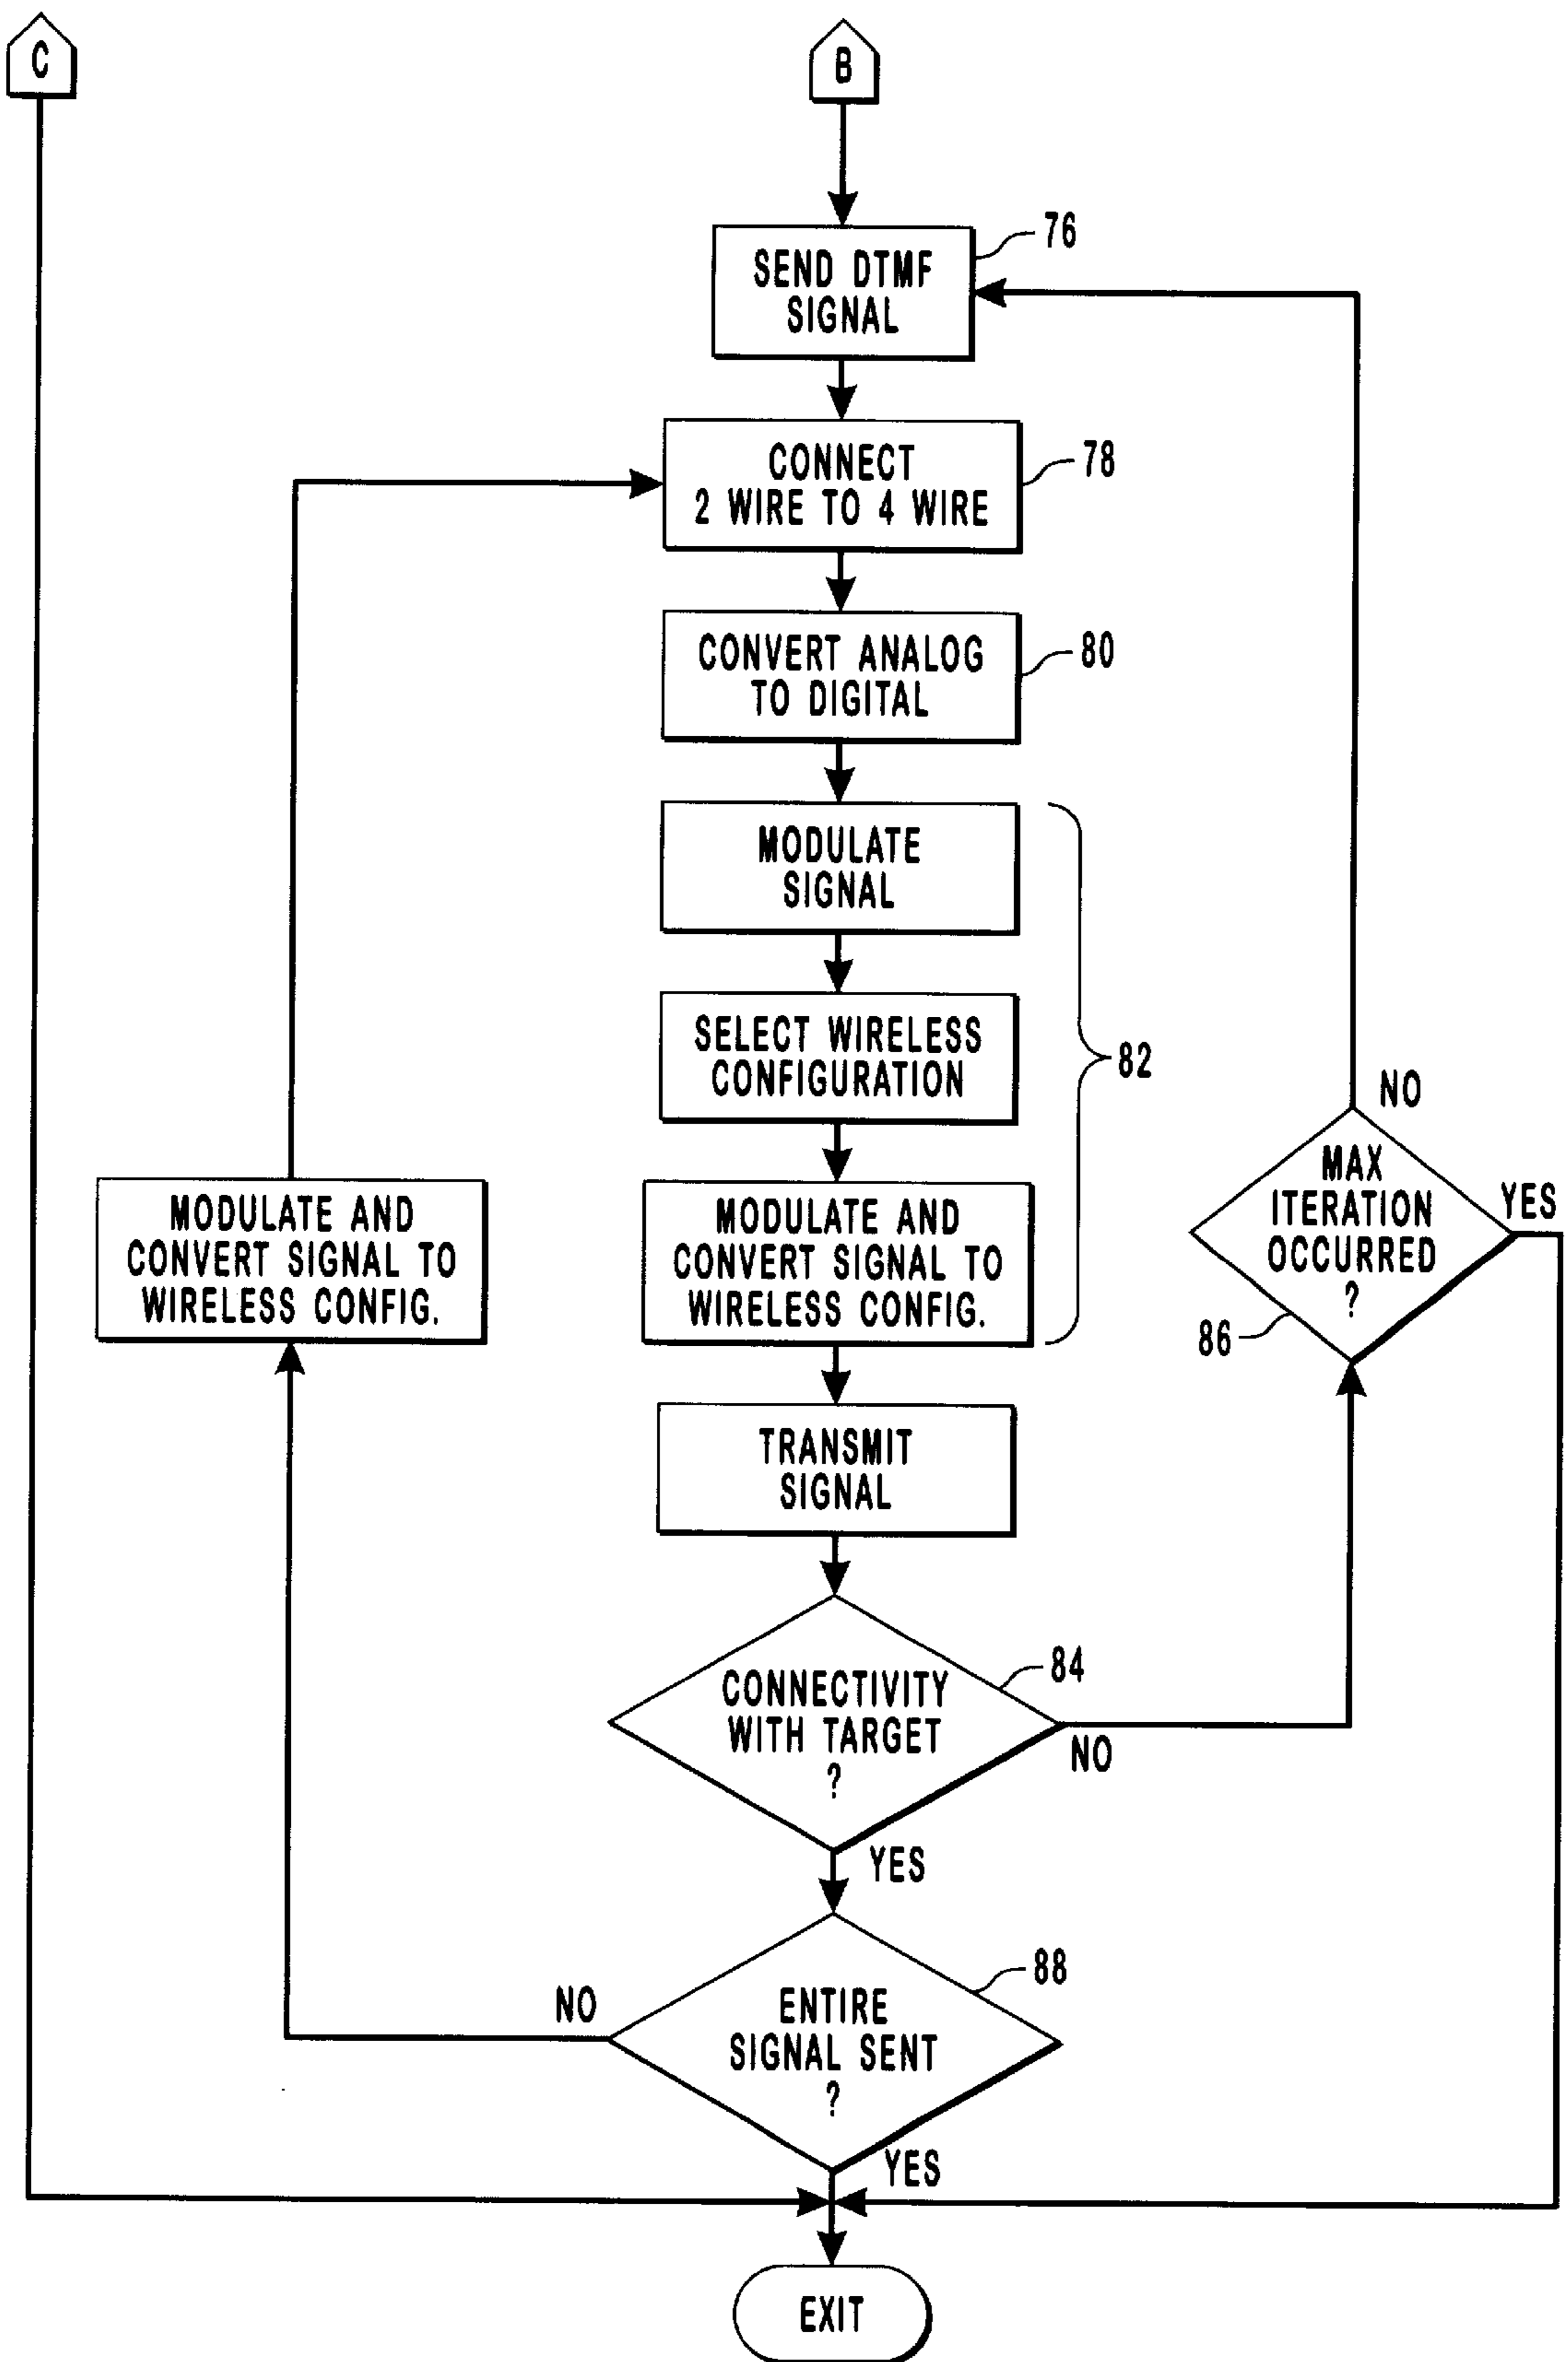 C
B
76
SEND DTMF
SIGNAL
78
CONNECT
2 WIRE TO 4 WIRE
80
CONVERT ANALOG
TO DIGITAL
MODULATE
SIGNAL
SELECT WIRELESS
CONFIGURATION
82
NO
MAX
ITERATION
OCCURRED
?
YES
86
MODULATE AND
CONVERT SIGNAL TO
WIRELESS CONFIG.
MODULATE AND
CONVERT SIGNAL TO
WIRELESS CONFIG.
TRANSMIT
SIGNAL
84
CONNECTIVITY
WITH TARGET
?
NO
YES
88
NO
ENTIRE
SIGNAL SENT
?
YES
EXIT